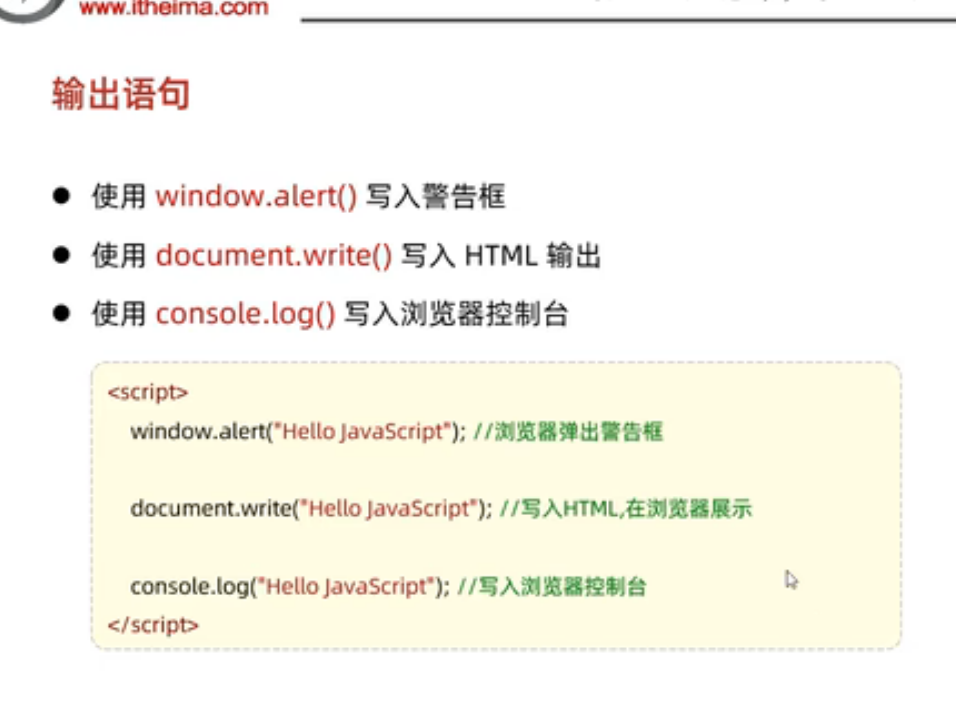 www.itheima.com
输出语句
● 使用 window.alert() 写入警告框
● 使用 document.write() 写入 HTML 输出
● 使用 console.log() 写入浏览器控制台
<script>
window.alert("Hello JavaScript"); //浏览器弹出警告框
document.write("Hello JavaScript"); //写入HTML,在浏览器展示
console.log("Hello JavaScript"); //写入浏览器控制台
</script>